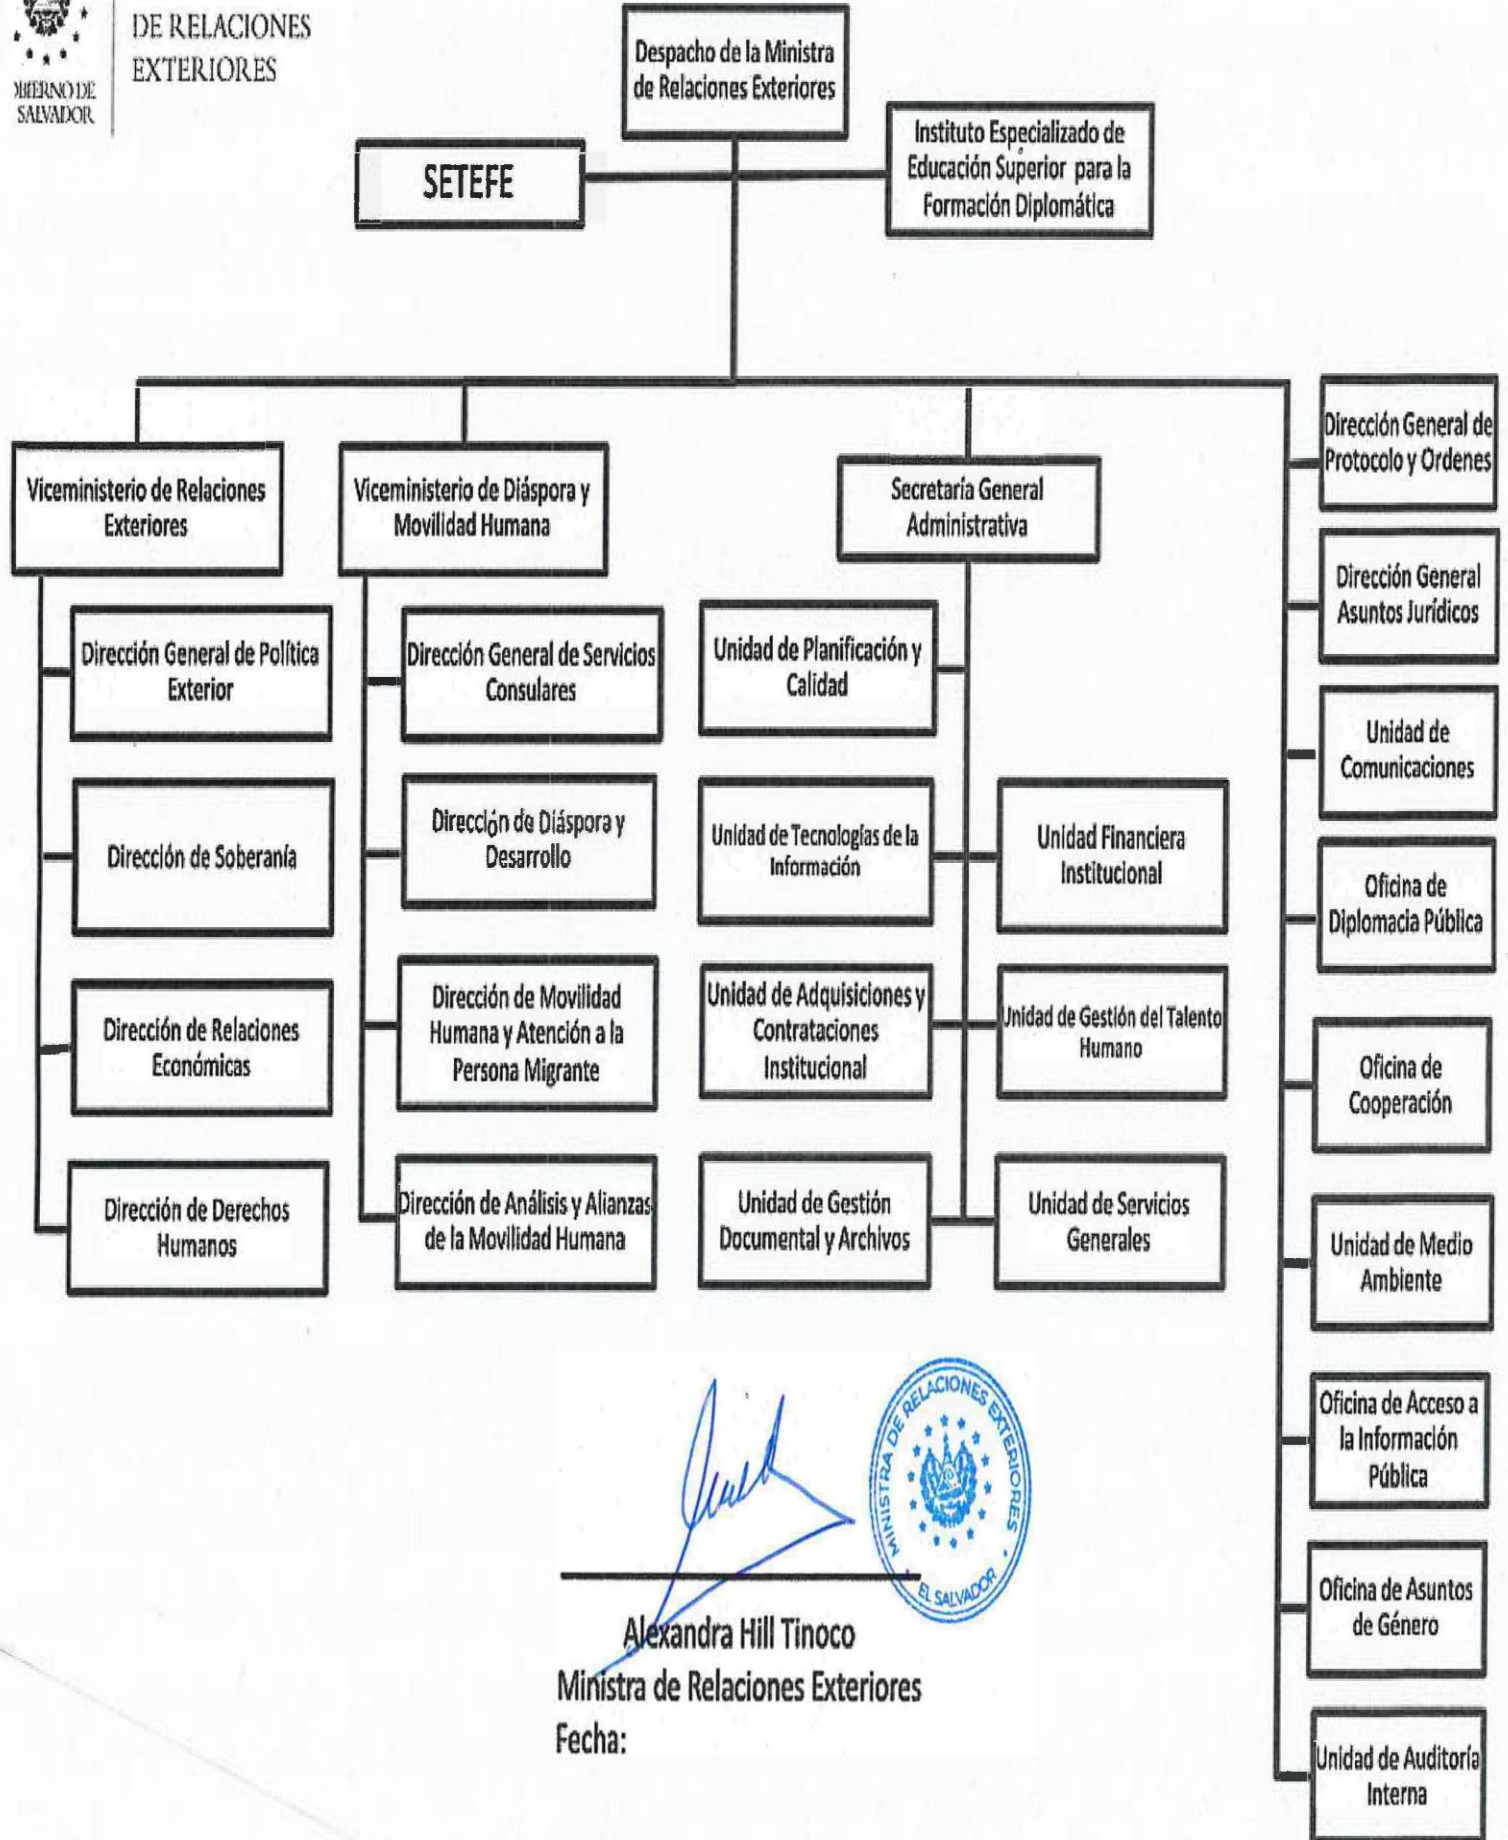 DE RELACIONES
EXTERIORES
SALVADOR
Despacho de la Ministra
de Relaciones Exteriores
SETEFE
Instituto Especializado de
Educación Superior para la
Formación Diplomática
Viceministerio de Relaciones
Exteriores
Dirección General de Política
Exterior
Dirección de Soberanía
Dirección de Relaciones
Económicas
Dirección de Derechos
Humanos
Viceministerio de Diáspora y
Movilidad Humana
Dirección General de Servicios
Consulares
Dirección de Diáspora y
Desarrollo
Dirección de Movilidad
Humana y Atención a la
Persona Migrante
Dirección de Análisis y Alianzas
de la Movilidad Humana
Secretaría General
Administrativa
Unidad de Planificación y
Calidad
Unidad de Tecnologías de la
Información
Unidad Financiera
Institucional
Unidad de Adquisiciones y
Contrataciones
Institucional
Unidad de Gestión del Talento
Humano
Unidad de Gestión
Documental y Archivos
Unidad de Servicios
Generales
Dirección General de
Protocolo y Ordenes
Dirección General
Asuntos Jurídicos
Unidad de
Comunicaciones
Oficina de
Diplomacia Pública
Oficina de
Cooperación
Unidad de Medio
Ambiente
Oficina de Acceso a
la Información
Pública
Oficina de Asuntos
de Género
Unidad de Auditoría
Interna
MINISTRA DE RELACIONES EXTERIORES
EL SALVADOR
Alexandra Hill Tinoco
Ministra de Relaciones Exteriores
Fecha: